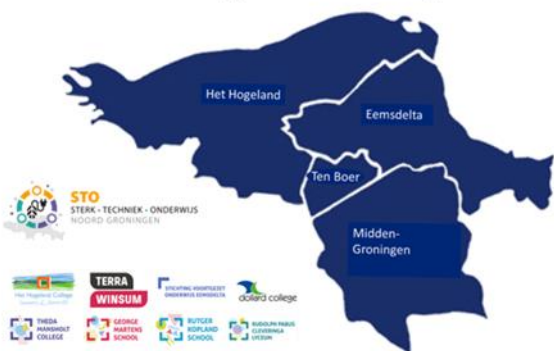 Het Hogeland
Eemsdelta
Ten Boer
Midden-
Groningen
STO
STERK - TECHNIEK - ONDERWIJS
NOORD GRONINGEN
Het Hogeland College
TERRA
WINSUM
STICHTING VOORTGEZET
ONDERWIJS EEMSDELTA
dollard college
THEDA
MANSHOLT
COLLEGE
GEORGE
MARTENS
SCHOOL
RUTGER
KOPLAND
SCHOOL
RUDOLPH PABUS
CLEVERINGA
LYCEUM